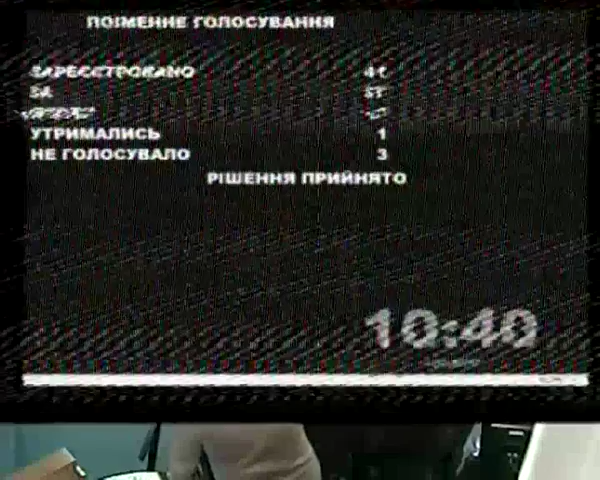 ПОІМЕННЕ ГОЛОСУВАННЯ
ЗАРЕЄСТРОВАНО
ЗА
УТРИМАЛИСЬ 1
НЕ ГОЛОСУВАЛО 3
РІШЕННЯ ПРИЙНЯТО
10:40